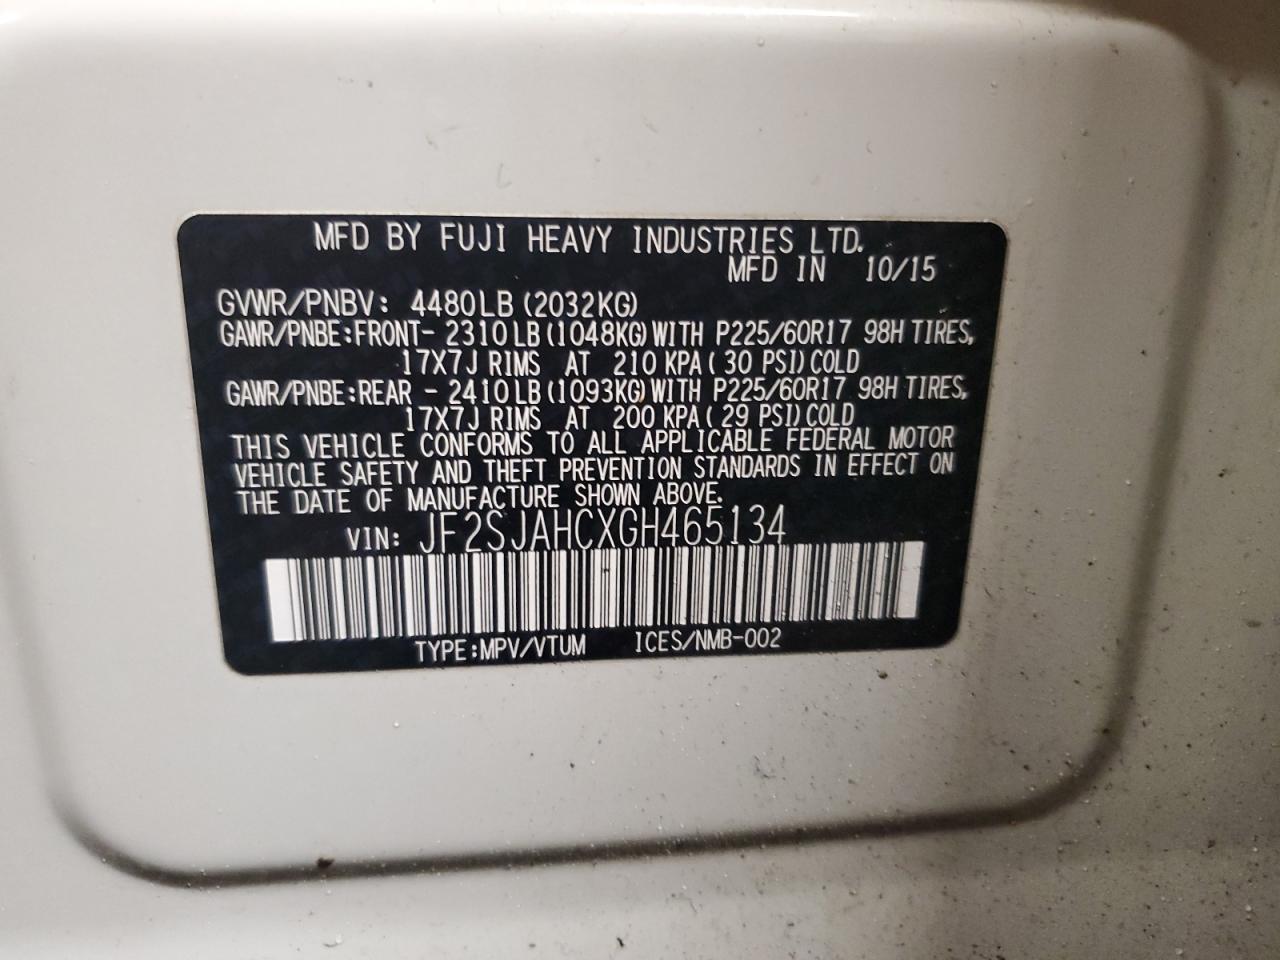 MFD BY FUJI HEAVY INDUSTRIES LTD.
MFD IN 10/15
GVWR/PNBV: 4480LB (2032KG)
GAWR/PNBE:FRONT- 2310LB (1048KG) WITH P225/60R17 98H TIRES,
17X7J RIMS AT 210 KPA ( 30 PSI) COLD
GAWR/PNBE:REAR - 2410LB (1093KG) WITH P225/60R17 98H TIRES,
17X7J RIMS AT 200 KPA ( 29 PSI) COLD
THIS VEHICLE CONFORMS TO ALL APPLICABLE FEDERAL MOTOR
VEHICLE SAFETY AND THEFT PREVENTION STANDARDS IN EFFECT ON
THE DATE OF MANUFACTURE SHOWN ABOVE.
VIN: JF2SJAHCXGH465134
TYPE:MPV/VTUM ICES/NMB-002